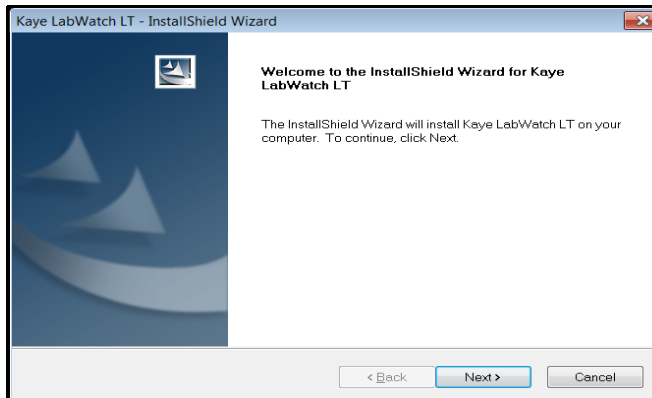 Kaye LabWatch LT - InstallShield Wizard
Welcome to the InstallShield Wizard for Kaye
LabWatch LT
The InstallShield Wizard will install Kaye LabWatch LT on your
computer. To continue, click Next.
< Back
Next >
Cancel